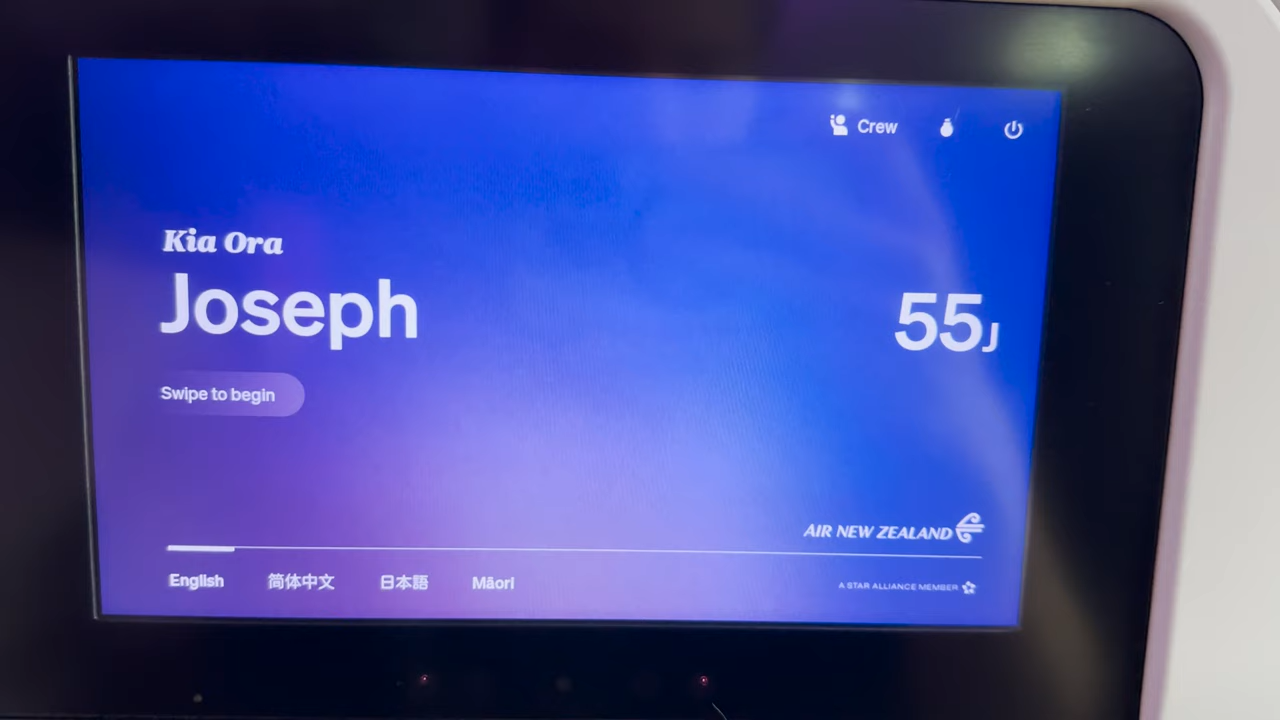 Crew
Kia Ora
Joseph
55J
Swipe to begin
AIR NEW ZEALAND
English 简体中文 日本語 Māori
A STAR ALLIANCE MEMBER